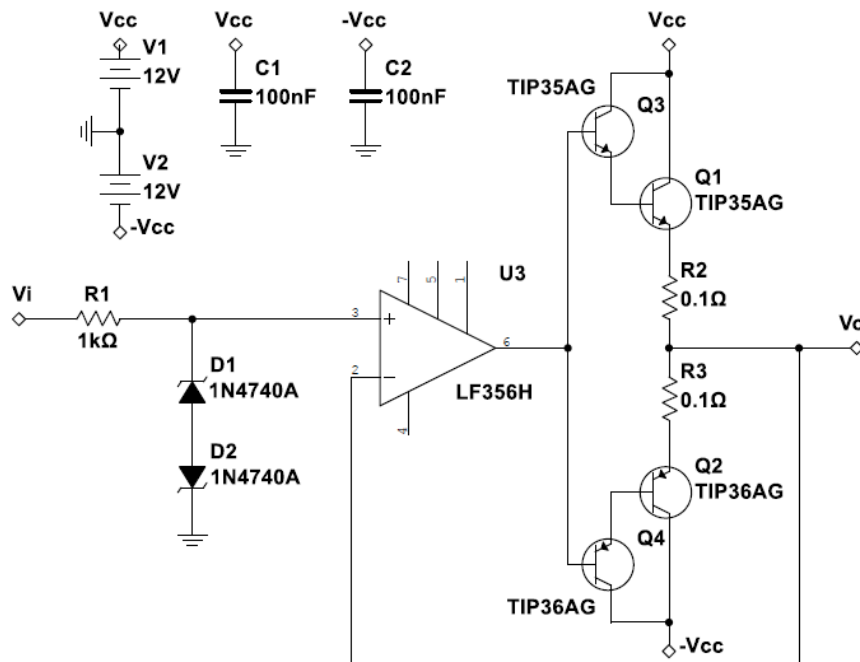 Vcc
V1
12V
V2
12V
-Vcc
Vcc
C1
100nF
-Vcc
C2
100nF
Vcc
TIP35AG
Q3
Q1
TIP35AG
R2
0.1Ω
R3
0.1Ω
Q2
TIP36AG
Q4
TIP36AG
-Vcc
Vi
R1
1kΩ
D1
1N4740A
D2
1N4740A
U3
LF356H
7
5
1
3
2
6
4